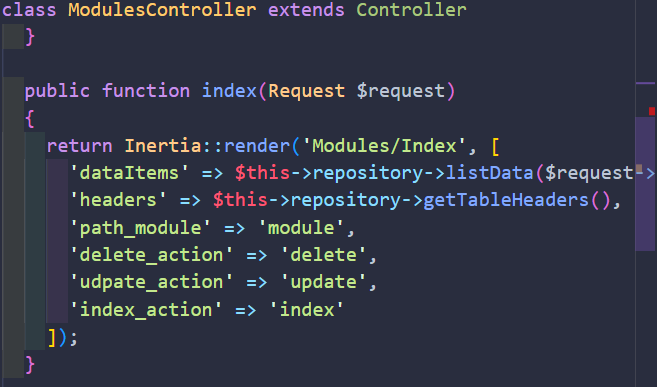 class ModulesController extends Controller
}
public function index(Request $request)
{
return Inertia::render('Modules/Index', [
'dataItems' => $this->repository->listData($request->
'headers' => $this->repository->getTableHeaders(),
'path_module' => 'module',
'delete_action' => 'delete',
'udpate_action' => 'update',
'index_action' => 'index'
]);
}